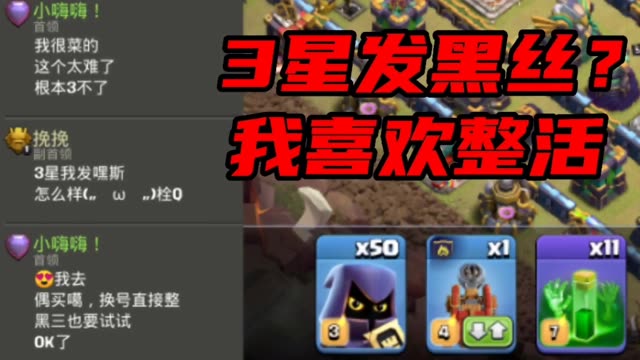 小嗨嗨！
首领
我很菜的
这个太难了
根本3不了
挽挽
副首领
3星我发嘿斯
怎么样(„ ω „)栓Q
小嗨嗨！
首领
😍我去
偶买噶，换号直接整
黑三也要试试
OK了
3星发黑丝?
我喜欢整活
x50
x1
x11
3
4
7